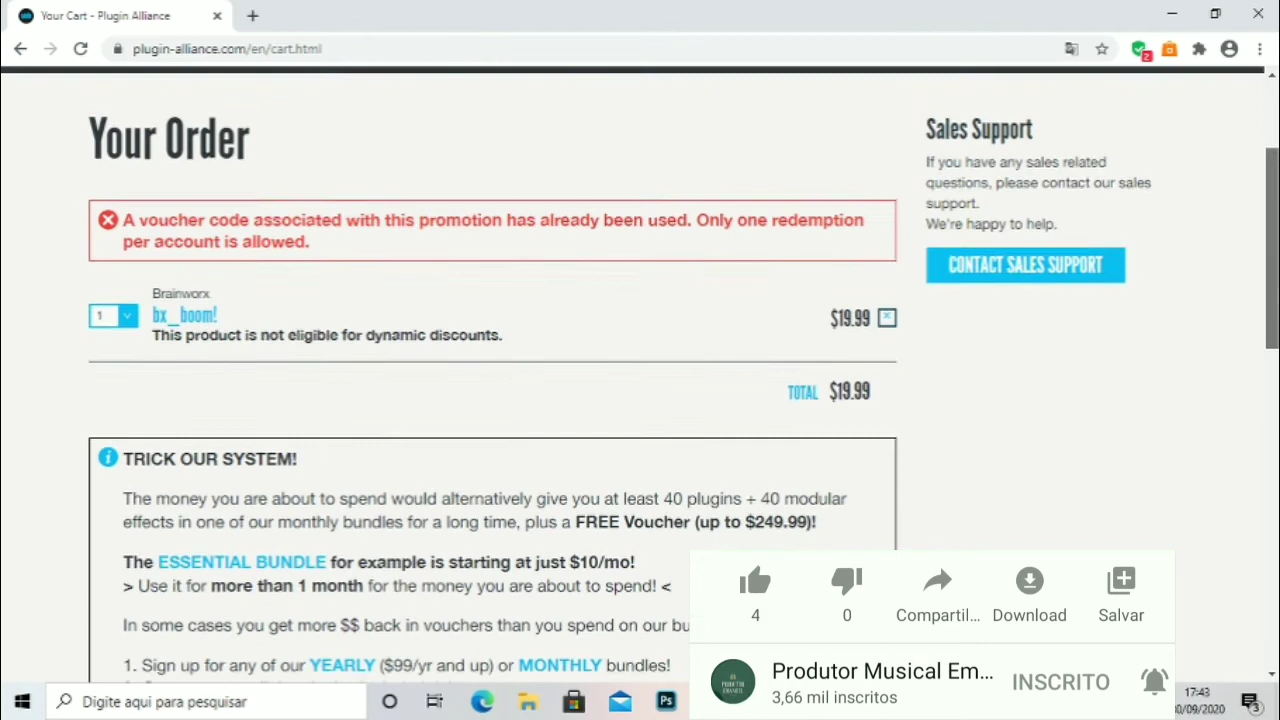 Your Cart - Plugin Alliance
plugin-alliance.com/en/cart.html
2
Your Order
A voucher code associated with this promotion has already been used. Only one redemption
per account is allowed.
Brainworx
1
bx_boom!
$19.99
This product is not eligible for dynamic discounts.
TOTAL $19.99
Sales Support
If you have any sales related
questions, please contact our sales
support.
We're happy to help.
CONTACT SALES SUPPORT
TRICK OUR SYSTEM!
The money you are about to spend would alternatively give you at least 40 plugins + 40 modular
effects in one of our monthly bundles for a long time, plus a FREE Voucher (up to $249.99)!
The ESSENTIAL BUNDLE for example is starting at just $10/mo!
> Use it for more than 1 month for the money you are about to spend! <
In some cases you get more $$ back in vouchers than you spend on our bu
1. Sign up for any of our YEARLY ($99/yr and up) or MONTHLY bundles!
4
0
Compartil...
Download
Salvar
Produtor Musical Em...
3,66 mil inscritos
INSCRITO
Digite aqui para pesquisar
Ps
17:43
0/09/2020
3